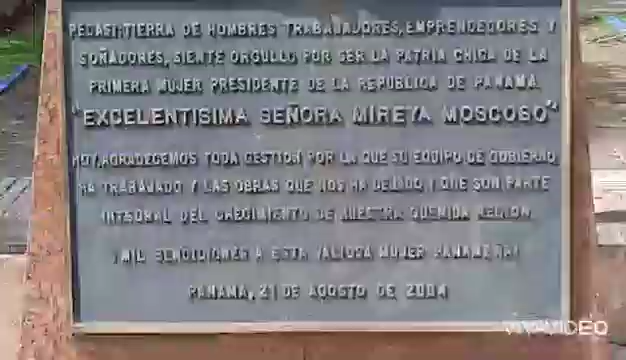 PEDASI: TIERRA DE HOMBRES TRABAJADORES, EMPRENDEDORES Y
SOÑADORES, SIENTE ORGULLO POR SER LA PATRIA CHICA DE LA
PRIMERA MUJER PRESIDENTE DE LA REPUBLICA DE PANAMA
"EXCELENTISIMA SEÑORA MIREYA MOSCOSO"
HOY, AGRADECEMOS TODA GESTION POR LA QUE SU EQUIPO DE GOBIERNO
HA TRABAJADO Y LAS OBRAS QUE NOS HA DEJADO Y QUE SON PARTE
INTEGRAL DEL CRECIMIENTO DE NUESTRA QUERIDA REGION.
¡MIL BENDICIONES A ESTA VALIOSA MUJER PANAMEÑA!
PANAMA, 21 DE AGOSTO DE 2004
VIVAVIDEO